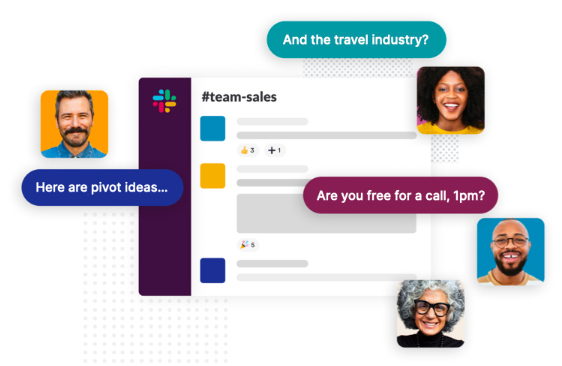 And the travel industry?
#team-sales
👍 3 + 1
Here are pivot ideas...
Are you free for a call, 1pm?
🎉 5